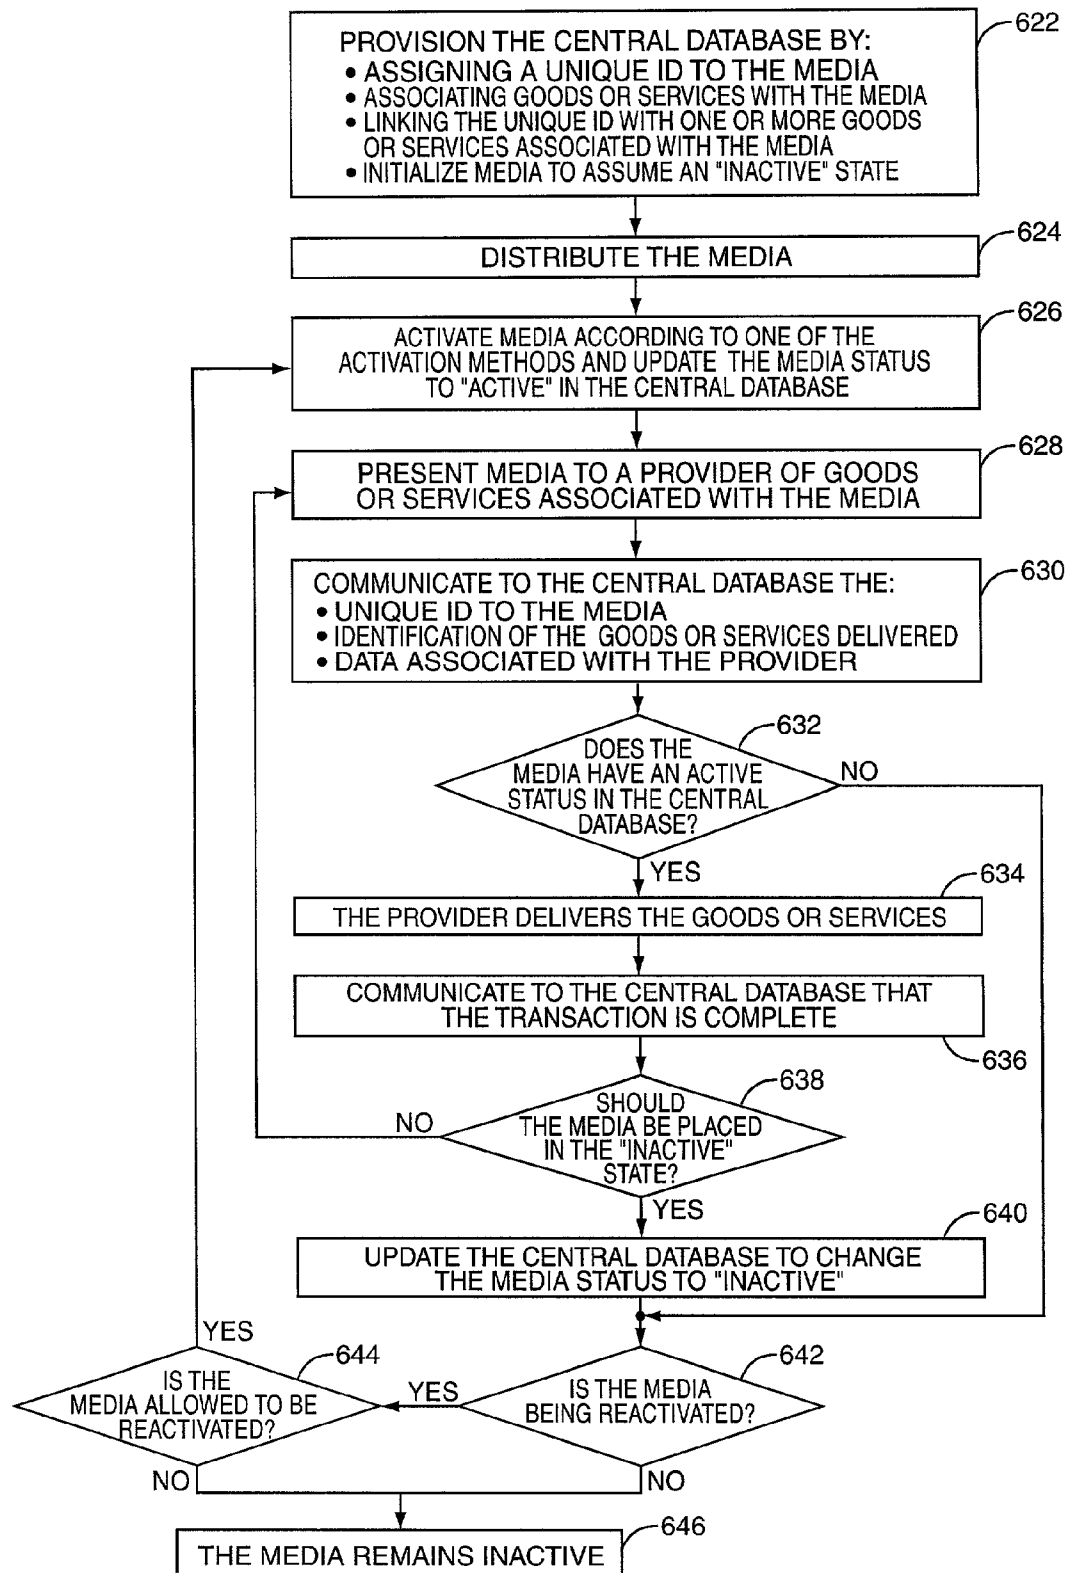 622
PROVISION THE CENTRAL DATABASE BY:
• ASSIGNING A UNIQUE ID TO THE MEDIA
• ASSOCIATING GOODS OR SERVICES WITH THE MEDIA
• LINKING THE UNIQUE ID WITH ONE OR MORE GOODS
OR SERVICES ASSOCIATED WITH THE MEDIA
• INITIALIZE MEDIA TO ASSUME AN "INACTIVE" STATE
624
DISTRIBUTE THE MEDIA
626
ACTIVATE MEDIA ACCORDING TO ONE OF THE
ACTIVATION METHODS AND UPDATE THE MEDIA STATUS
TO "ACTIVE" IN THE CENTRAL DATABASE
628
PRESENT MEDIA TO A PROVIDER OF GOODS
OR SERVICES ASSOCIATED WITH THE MEDIA
630
COMMUNICATE TO THE CENTRAL DATABASE THE:
• UNIQUE ID TO THE MEDIA
• IDENTIFICATION OF THE GOODS OR SERVICES DELIVERED
• DATA ASSOCIATED WITH THE PROVIDER
632
DOES THE
MEDIA HAVE AN ACTIVE
STATUS IN THE CENTRAL
DATABASE?
NO
YES
634
THE PROVIDER DELIVERS THE GOODS OR SERVICES
COMMUNICATE TO THE CENTRAL DATABASE THAT
THE TRANSACTION IS COMPLETE
636
638
SHOULD
THE MEDIA BE PLACED
IN THE "INACTIVE"
STATE?
NO
YES
640
UPDATE THE CENTRAL DATABASE TO CHANGE
THE MEDIA STATUS TO "INACTIVE"
YES
644
IS THE
MEDIA ALLOWED TO BE
REACTIVATED?
YES
642
IS THE MEDIA
BEING REACTIVATED?
NO
NO
646
THE MEDIA REMAINS INACTIVE